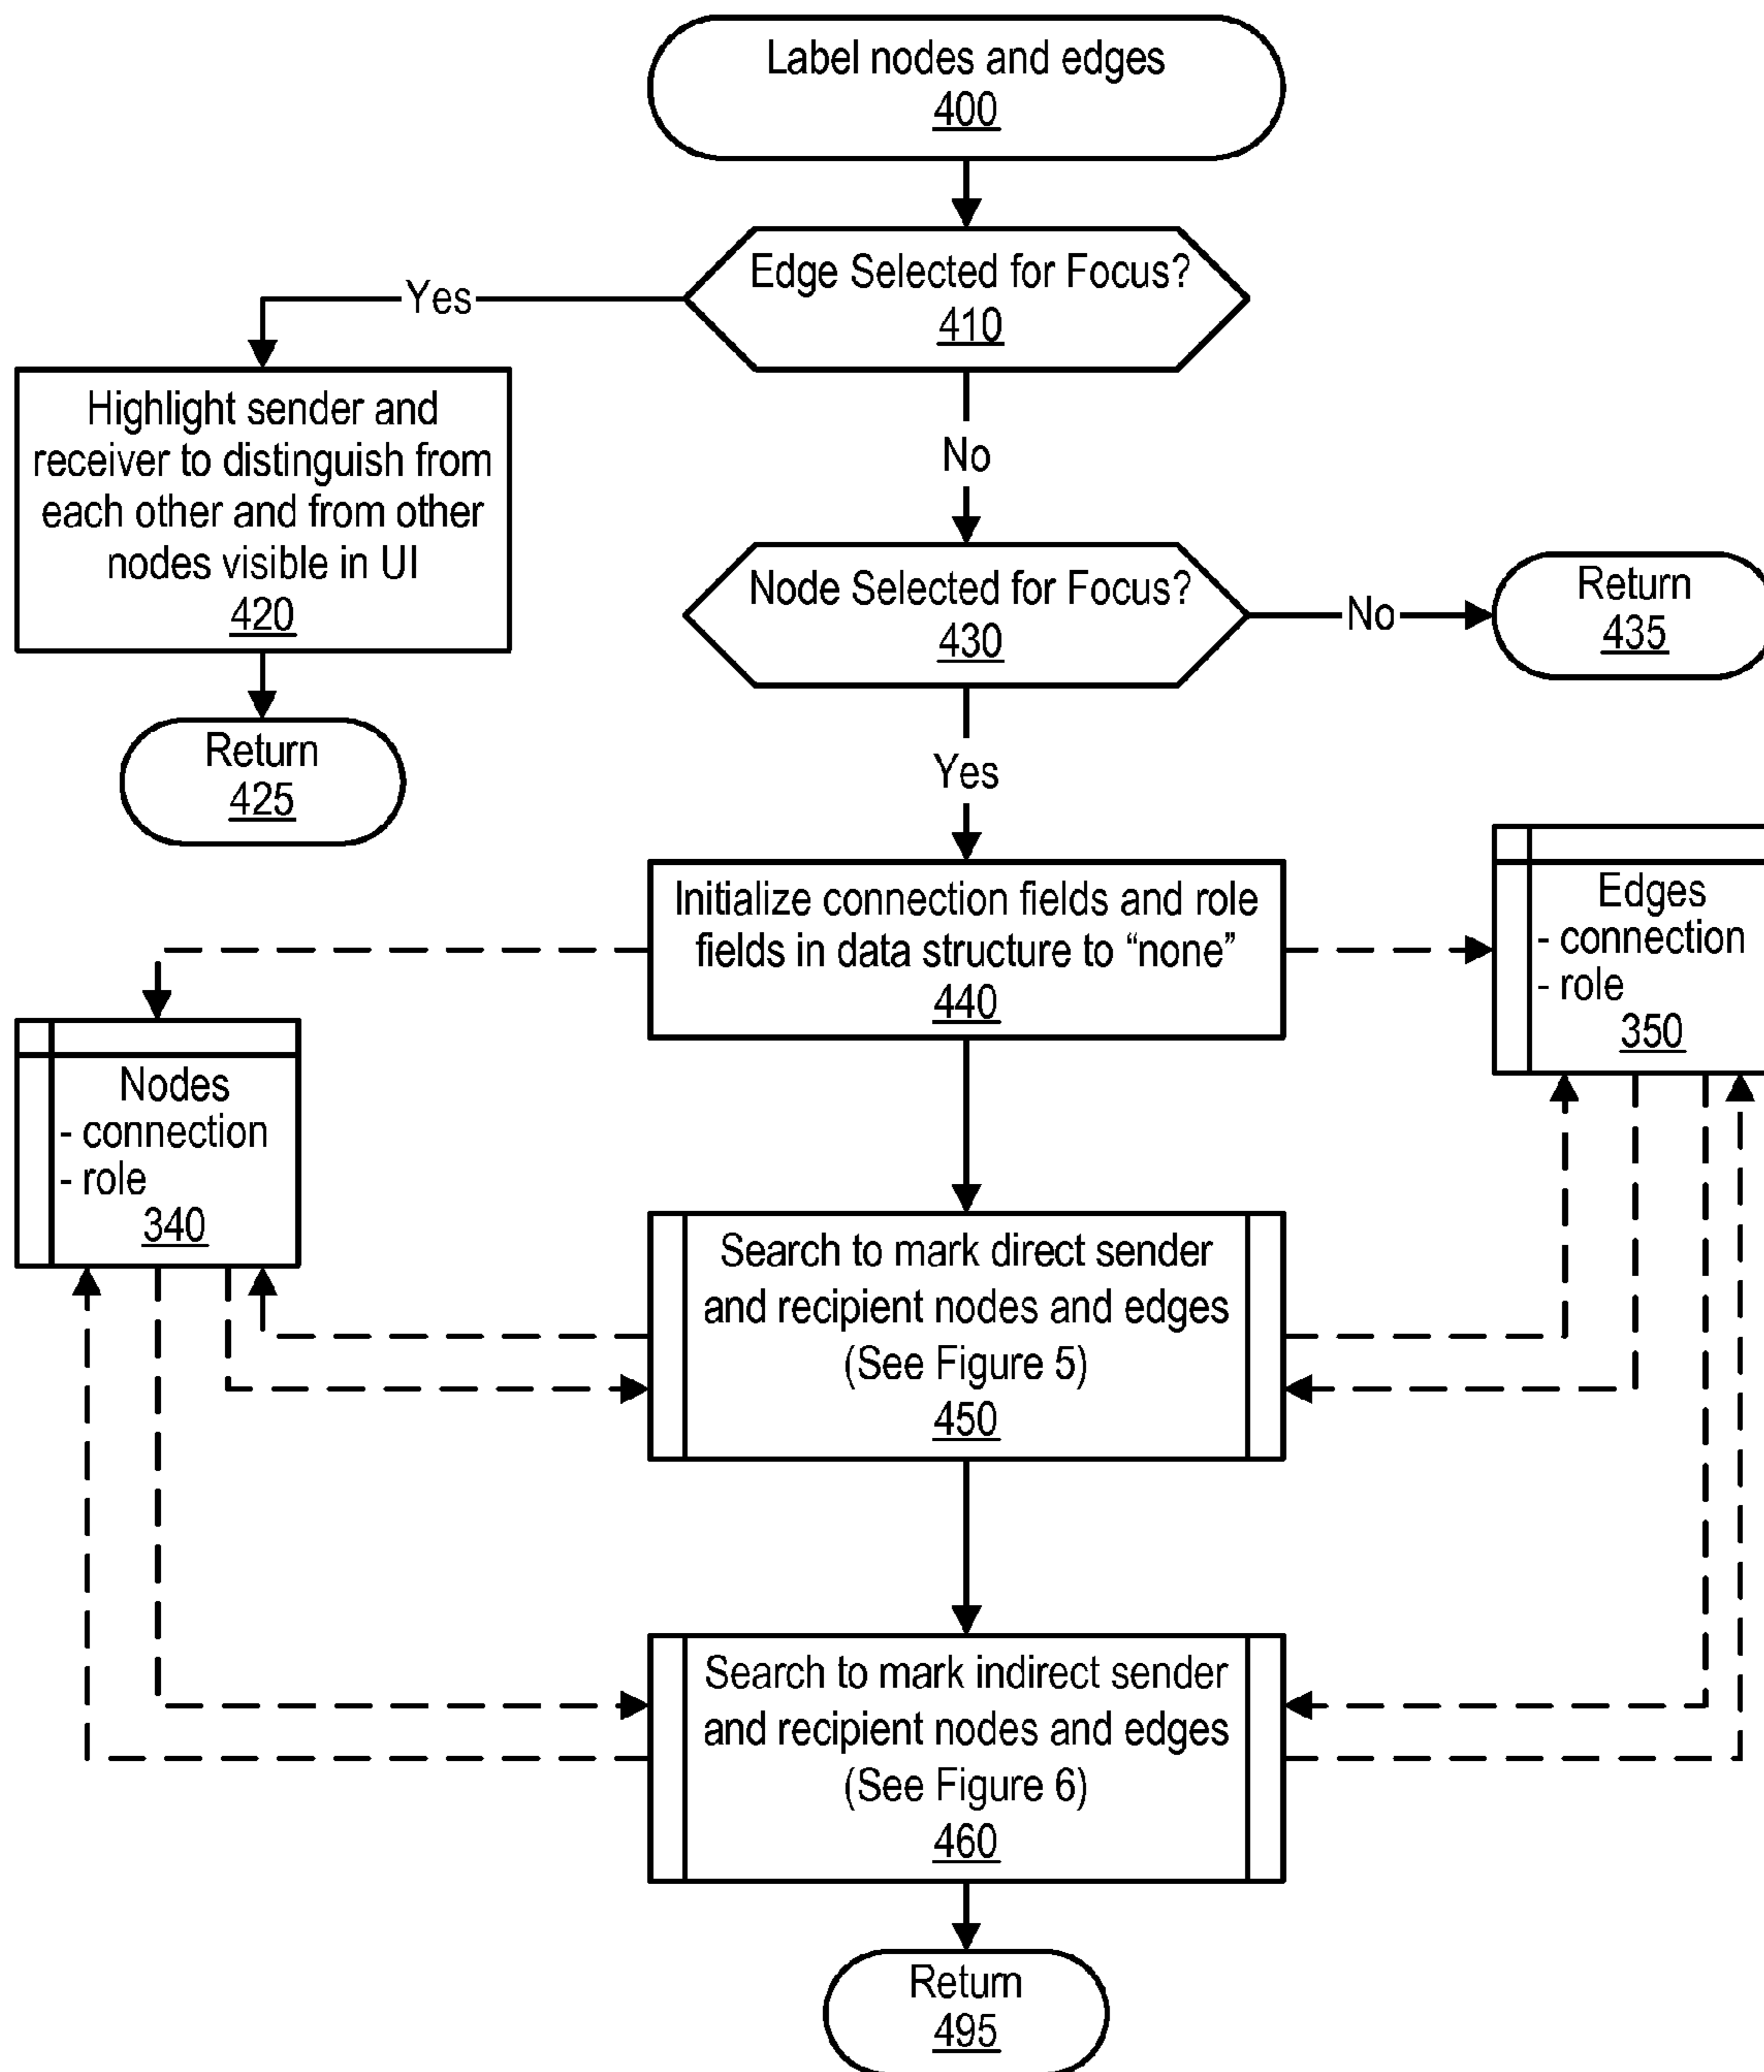 Label nodes and edges
400
Edge Selected for Focus?
410
Yes
No
Highlight sender and
receiver to distinguish from
each other and from other
nodes visible in UI
420
Return
425
Node Selected for Focus?
430
No
Return
435
Yes
Initialize connection fields and role
fields in data structure to “none”
440
Edges
- connection
- role
350
Nodes
- connection
- role
340
Search to mark direct sender
and recipient nodes and edges
(See Figure 5)
450
Search to mark indirect sender
and recipient nodes and edges
(See Figure 6)
460
Return
495